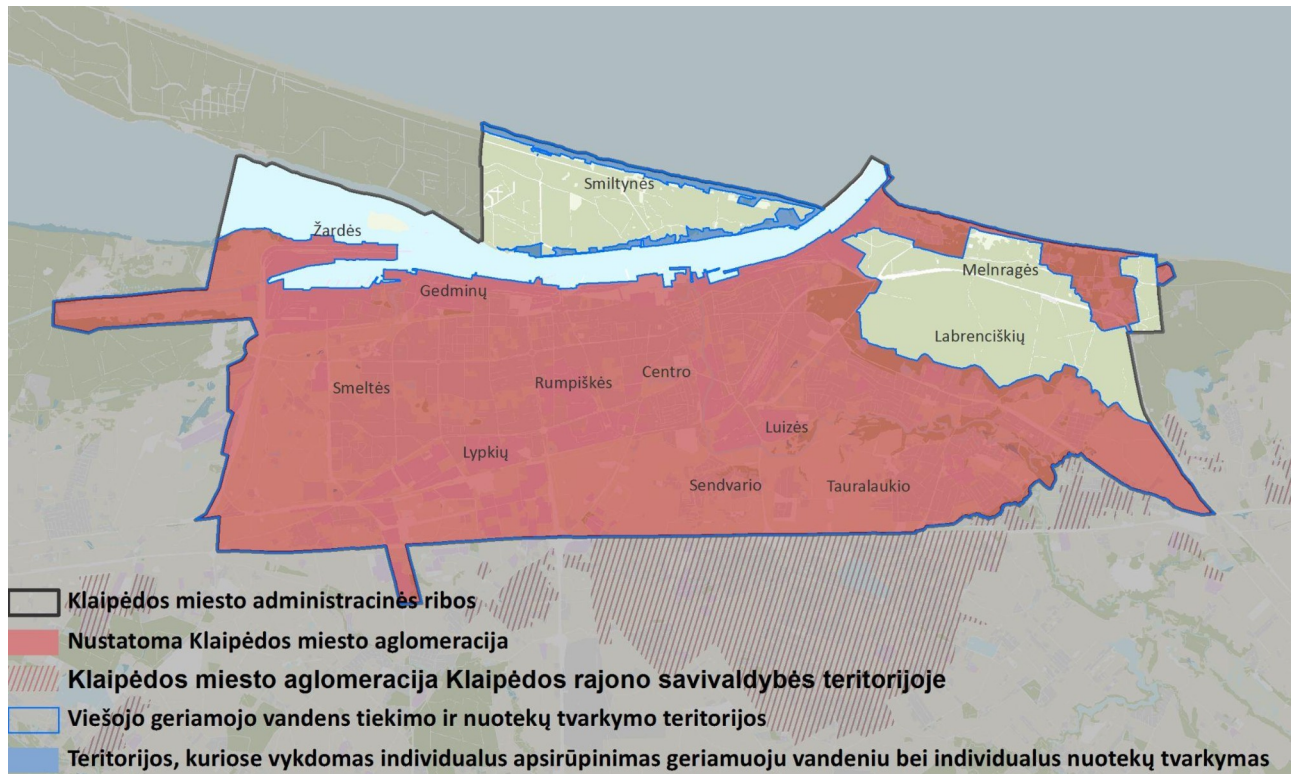 Smiltynės
Žardės
Melnragės
Gedminų
Labrenciškių
Centro
Rumpiškės
Smeltės
Luizės
Lypkių
Sendvario
Tauralaukio
Klaipėdos miesto administracinės ribos
Nustatoma Klaipėdos miesto aglomeracija
Klaipėdos miesto aglomeracija Klaipėdos rajono savivaldybės teritorijoje
Viešojo geriamojo vandens tiekimo ir nuotekų tvarkymo teritorijos
Teritorijos, kuriose vykdomas individualus apsirūpinimas geriamuoju vandeniu bei individualus nuotekų tvarkymas